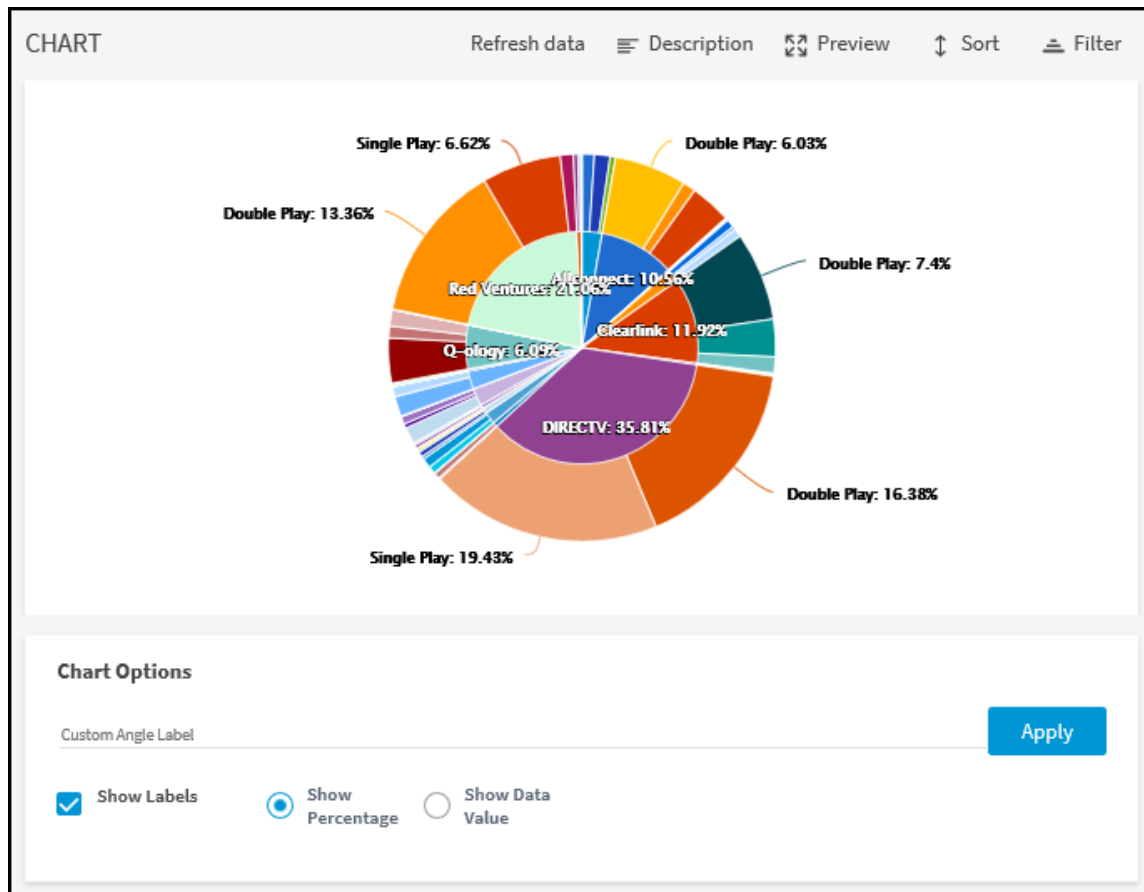 CHART
Refresh data
Description
Preview
Sort
Filter
Single Play: 6.62%
Double Play: 6.03%
Double Play: 13.36%
Double Play: 7.4%
Allconnect: 10.56%
Red Ventures: 21.06%
Clearlink: 11.92%
Q-ology: 6.09%
DIRECTV: 35.81%
Double Play: 16.38%
Single Play: 19.43%
Chart Options
Custom Angle Label
Apply
Show Labels
Show
Percentage
Show Data
Value